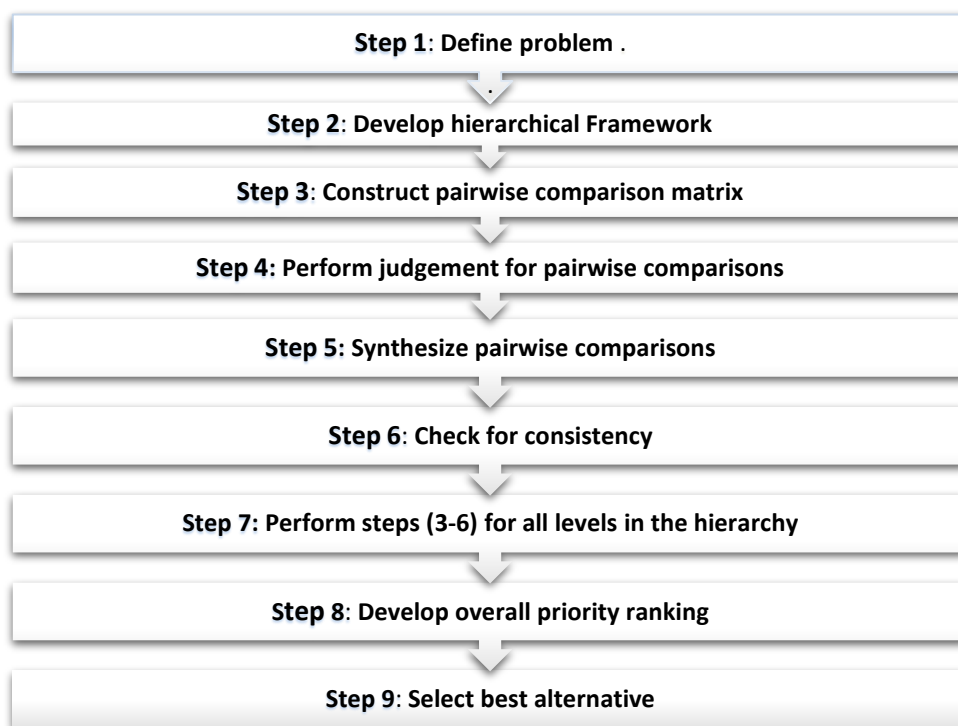 Step 1: Define problem .
.
Step 2: Develop hierarchical Framework
Step 3: Construct pairwise comparison matrix
Step 4: Perform judgement for pairwise comparisons
Step 5: Synthesize pairwise comparisons
Step 6: Check for consistency
Step 7: Perform steps (3-6) for all levels in the hierarchy
Step 8: Develop overall priority ranking
Step 9: Select best alternative